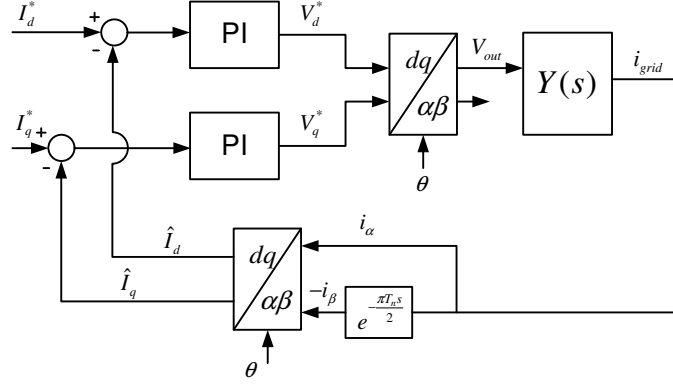 I_d^* + - PI V_d^* dq αβ V_out Y(s) i_grid
I_q^* + - PI V_q^*
θ
Î_d dq αβ i_α
Î_q -i_β e^{-πT_n s/2}
θ